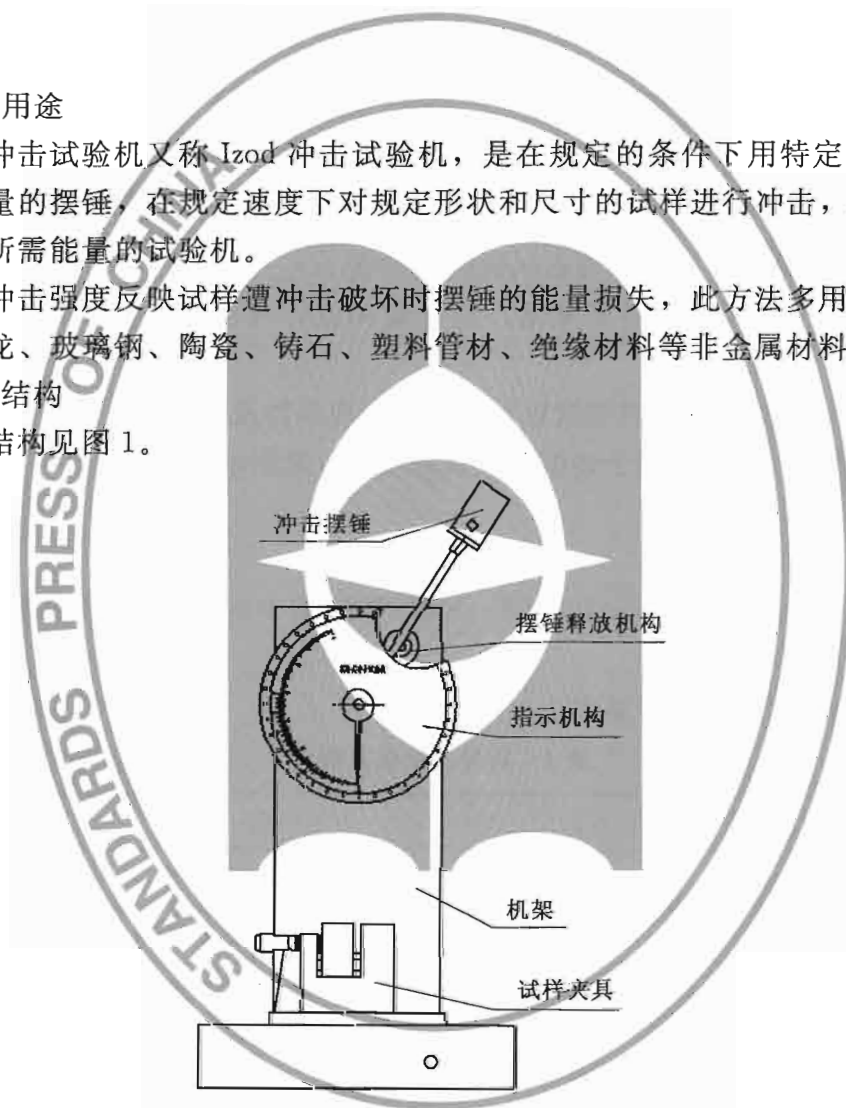 用途
冲击试验机又称 Izod 冲击试验机，是在规定的条件下用特定
量的摆锤，在规定速度下对规定形状和尺寸的试样进行冲击，
所需能量的试验机。
冲击强度反映试样遭冲击破坏时摆锤的能量损失，此方法多用
、玻璃钢、陶瓷、铸石、塑料管材、绝缘材料等非金属材料
结构
结构见图 1。
冲击摆锤
摆锤释放机构
指示机构
机架
试样夹具
STANDARDS PRESS OF CHINA